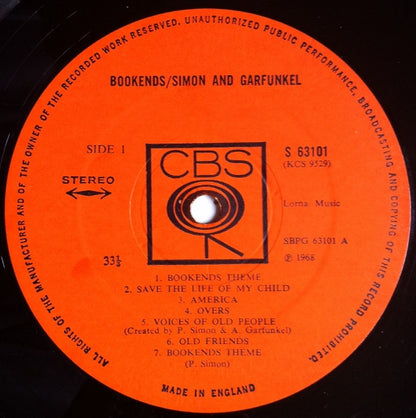 ALL RIGHTS OF THE MANUFACTURER AND OF THE OWNER OF THE RECORDED WORK RESERVED. UNAUTHORIZED PUBLIC PERFORMANCE, BROADCASTING AND COPYING OF THIS RECORD PROHIBITED.
BOOKENDS/SIMON AND GARFUNKEL
SIDE 1
CBS
S 63101
(KCS 9529)
STEREO
Lorna Music
SBPG 63101 A
33⅓
℗ 1968
1. BOOKENDS THEME
2. SAVE THE LIFE OF MY CHILD
3. AMERICA
4. OVERS
5. VOICES OF OLD PEOPLE
(Created by P. Simon & A. Garfunkel)
6. OLD FRIENDS
7. BOOKENDS THEME
(P. Simon)
MADE IN ENGLAND